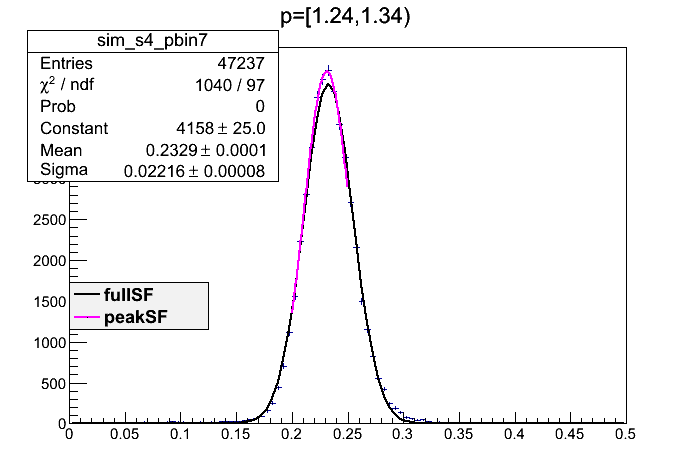 p=[1.24,1.34)
sim_s4_pbin7
Entries 47237
χ² / ndf 1040 / 97
Prob 0
Constant 4158 ± 25.0
Mean 0.2329 ± 0.0001
Sigma 0.02216 ± 0.00008
2500
2000
fullSF
1500
peakSF
1000
500
0
0 0.05 0.1 0.15 0.2 0.25 0.3 0.35 0.4 0.45 0.5